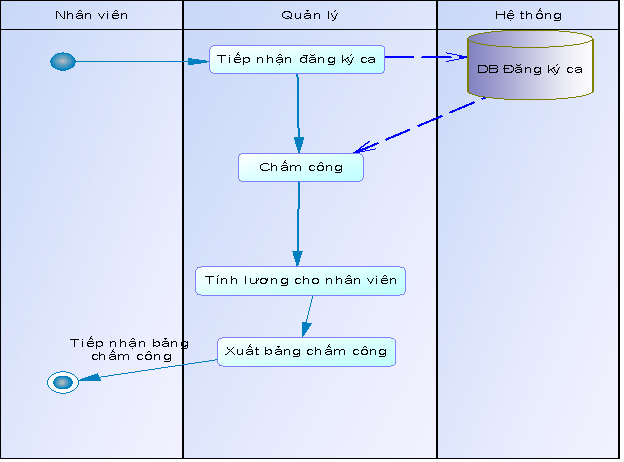 Nhân viên
Quản lý
Hệ thống
Tiếp nhận đăng ký ca
DB Đăng ký ca
Chấm công
Tính lương cho nhân viên
Tiếp nhận bảng
chấm công
Xuất bảng chấm công